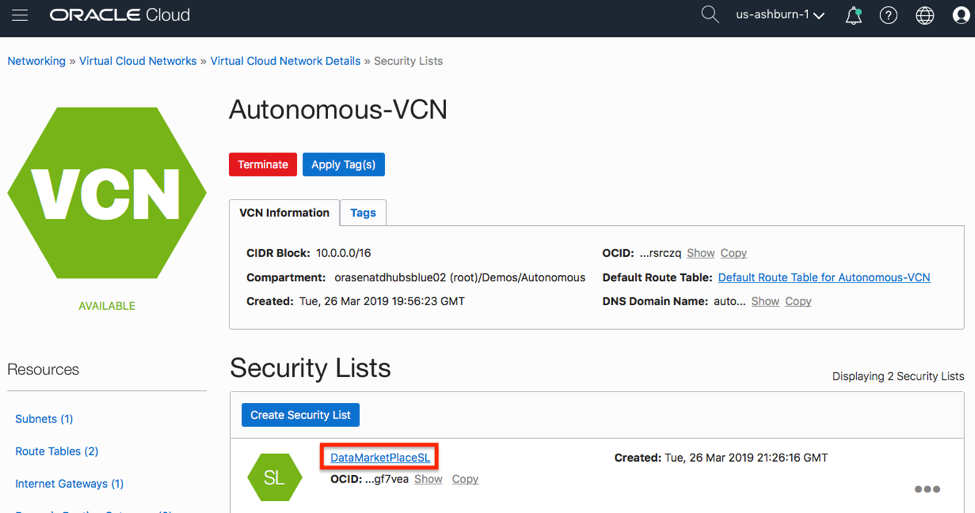 ORACLE Cloud
us-ashburn-1
Networking » Virtual Cloud Networks » Virtual Cloud Network Details » Security Lists
VCN
AVAILABLE
Autonomous-VCN
Terminate
Apply Tag(s)
VCN Information
Tags
CIDR Block: 10.0.0.0/16
Compartment: orasenatdhubsblue02 (root)/Demos/Autonomous
Created: Tue, 26 Mar 2019 19:56:23 GMT
OCID: ...rsrczq Show Copy
Default Route Table: Default Route Table for Autonomous-VCN
DNS Domain Name: auto... Show Copy
Resources
Subnets (1)
Route Tables (2)
Internet Gateways (1)
Security Lists
Displaying 2 Security Lists
Create Security List
SL
DataMarketPlaceSL
OCID: ...gf7vea Show Copy
Created: Tue, 26 Mar 2019 21:26:16 GMT